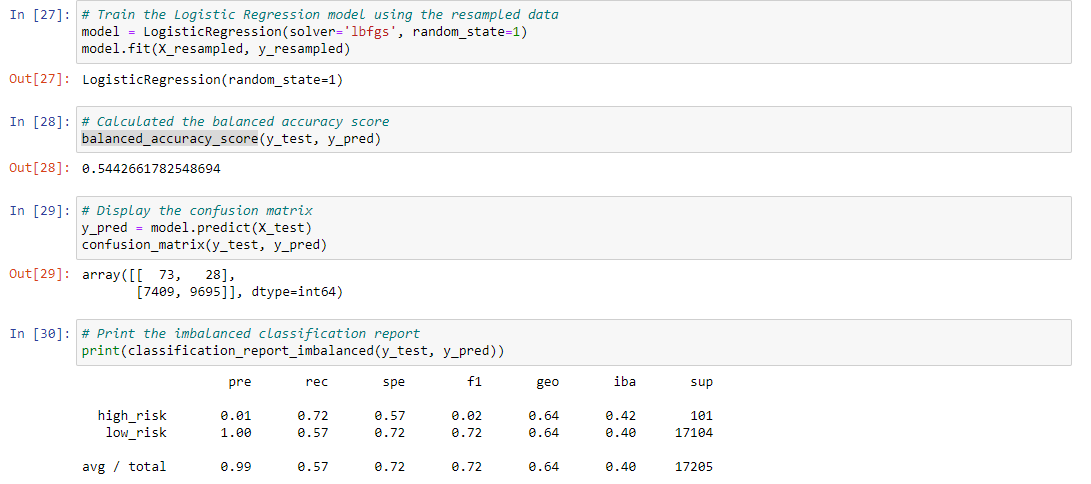 In [27]: # Train the Logistic Regression model using the resampled data
model = LogisticRegression(solver='lbfgs', random_state=1)
model.fit(X_resampled, y_resampled)
Out[27]: LogisticRegression(random_state=1)
In [28]: # Calculated the balanced accuracy score
balanced_accuracy_score(y_test, y_pred)
Out[28]: 0.5442661782548694
In [29]: # Display the confusion matrix
y_pred = model.predict(X_test)
confusion_matrix(y_test, y_pred)
Out[29]: array([[  73,   28],
[7409, 9695]], dtype=int64)
In [30]: # Print the imbalanced classification report
print(classification_report_imbalanced(y_test, y_pred))
pre rec spe f1 geo iba sup
high_risk 0.01 0.72 0.57 0.02 0.64 0.42 101
low_risk 1.00 0.57 0.72 0.72 0.64 0.40 17104
avg / total 0.99 0.57 0.72 0.72 0.64 0.40 17205